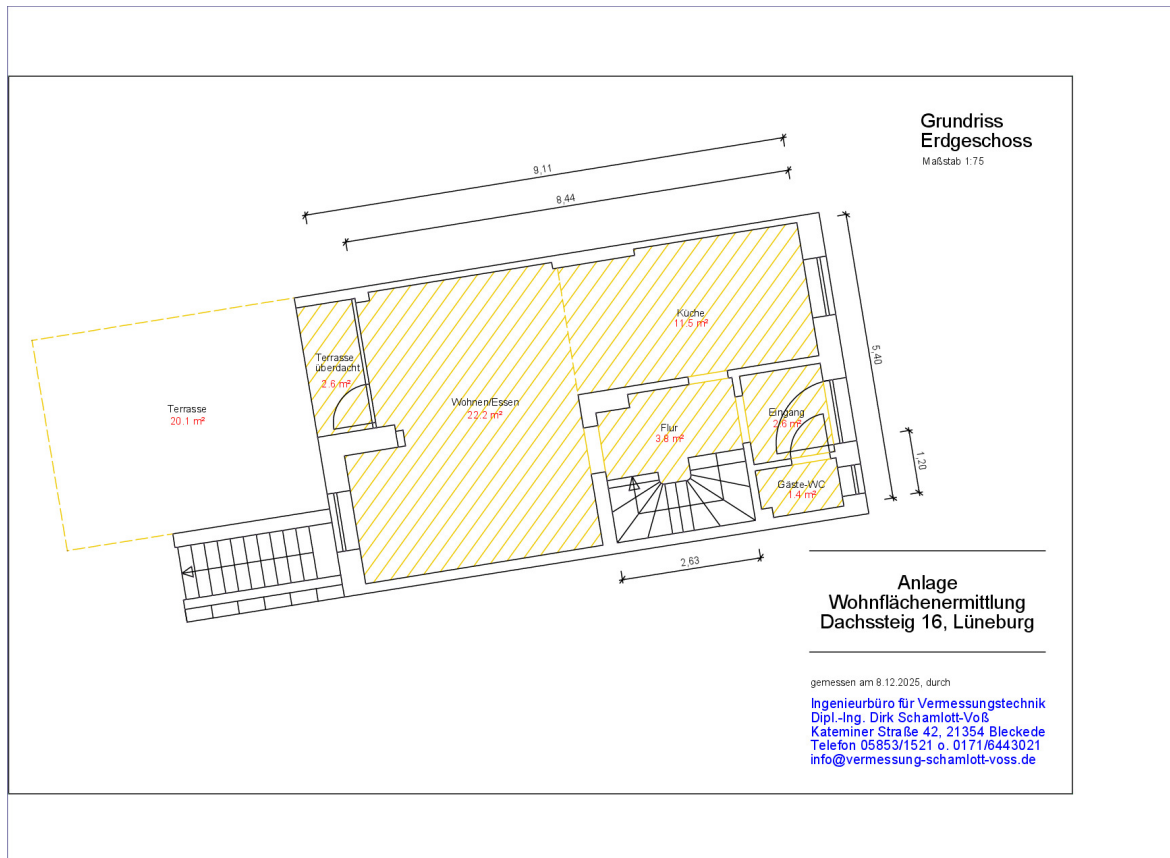 Grundriss
Erdgeschoss
Maßstab 1:75
9,11
8,44
5,40
1,20
2,63
Küche
11.5 m²
Terrasse
überdacht
2.6 m²
Wohnen/Essen
22.2 m²
Terrasse
20.1 m²
Flur
3.8 m²
Eingang
2.6 m²
Gäste-WC
1.4 m²
Anlage
Wohnflächenermittlung
Dachssteig 16, Lüneburg
gemessen am 8.12.2025, durch
Ingenieurbüro für Vermessungstechnik
Dipl.-Ing. Dirk Schamlott-Voß
Kateminer Straße 42, 21354 Bleckede
Telefon 05853/1521 o. 0171/6443021
info@vermessung-schamlott-voss.de